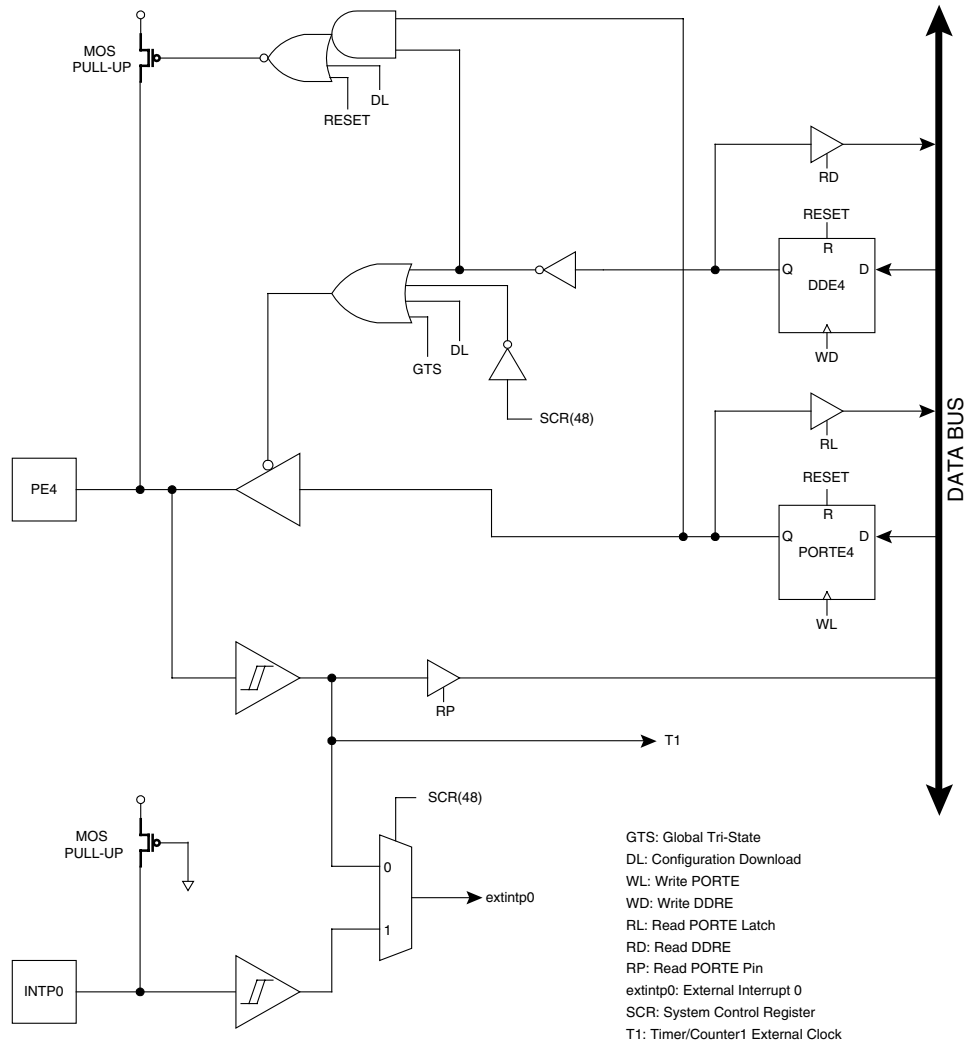 MOS
PULL-UP
DL
RESET
RD
RESET
R
Q
D
DDE4
WD
DL
GTS
SCR(48)
RL
DATA BUS
PE4
RESET
R
Q
D
PORTE4
WL
RP
T1
SCR(48)
MOS
PULL-UP
0
extintp0
1
INTP0
GTS: Global Tri-State
DL: Configuration Download
WL: Write PORTE
WD: Write DDRE
RL: Read PORTE Latch
RD: Read DDRE
RP: Read PORTE Pin
extintp0: External Interrupt 0
SCR: System Control Register
T1: Timer/Counter1 External Clock